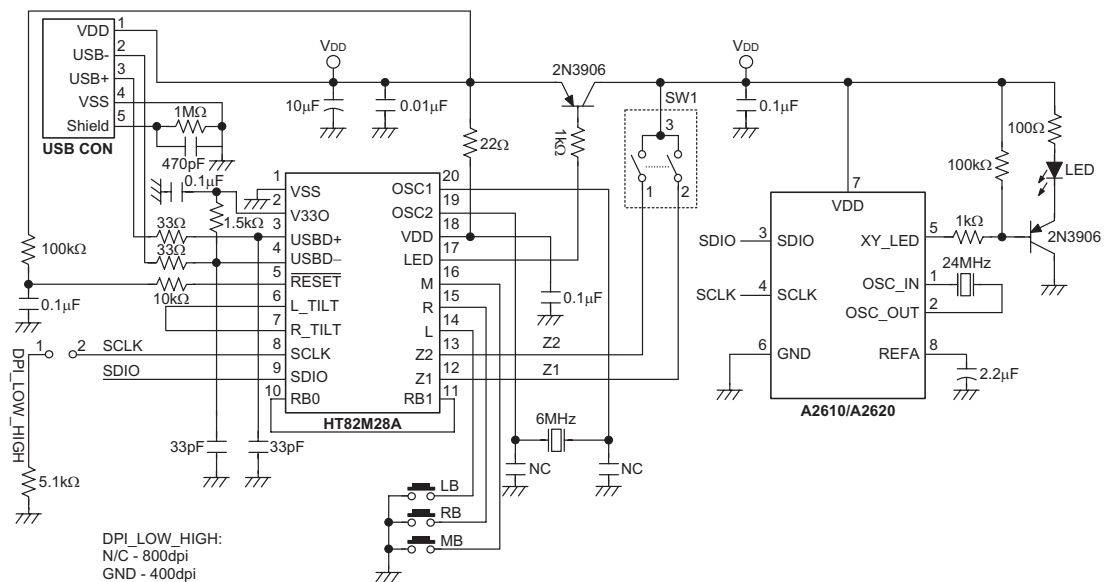 USB CON
VDD 1
USB- 2
USB+ 3
VSS 4
Shield 5
1MΩ
470pF
0.1μF
VDD
10μF
0.01μF
22Ω
2N3906
1kΩ
SW1
3
1
2
VDD
0.1μF
100kΩ
100Ω
LED
2N3906
1.5kΩ
33Ω
33Ω
100kΩ
10kΩ
0.1μF
1 VSS
2 V33O
3 USBD+
4 USBD–
5 RESET
6 L_TILT
7 R_TILT
8 SCLK
9 SDIO
10 RB0
OSC1 20
OSC2 19
VDD 18
LED 17
M 16
R 15
L 14
Z2 13
Z1 12
RB1 11
HT82M28A
0.1μF
Z2
Z1
1 2 SCLK
SDIO
DPI_LOW_HIGH
5.1kΩ
33pF
33pF
6MHz
NC
NC
LB
RB
MB
7
VDD
SDIO 3 SDIO
SCLK 4 SCLK
6 GND
XY_LED 5 1kΩ
OSC_IN 1 24MHz
OSC_OUT 2
REFA 8
2.2μF
A2610/A2620
DPI_LOW_HIGH:
N/C - 800dpi
GND - 400dpi